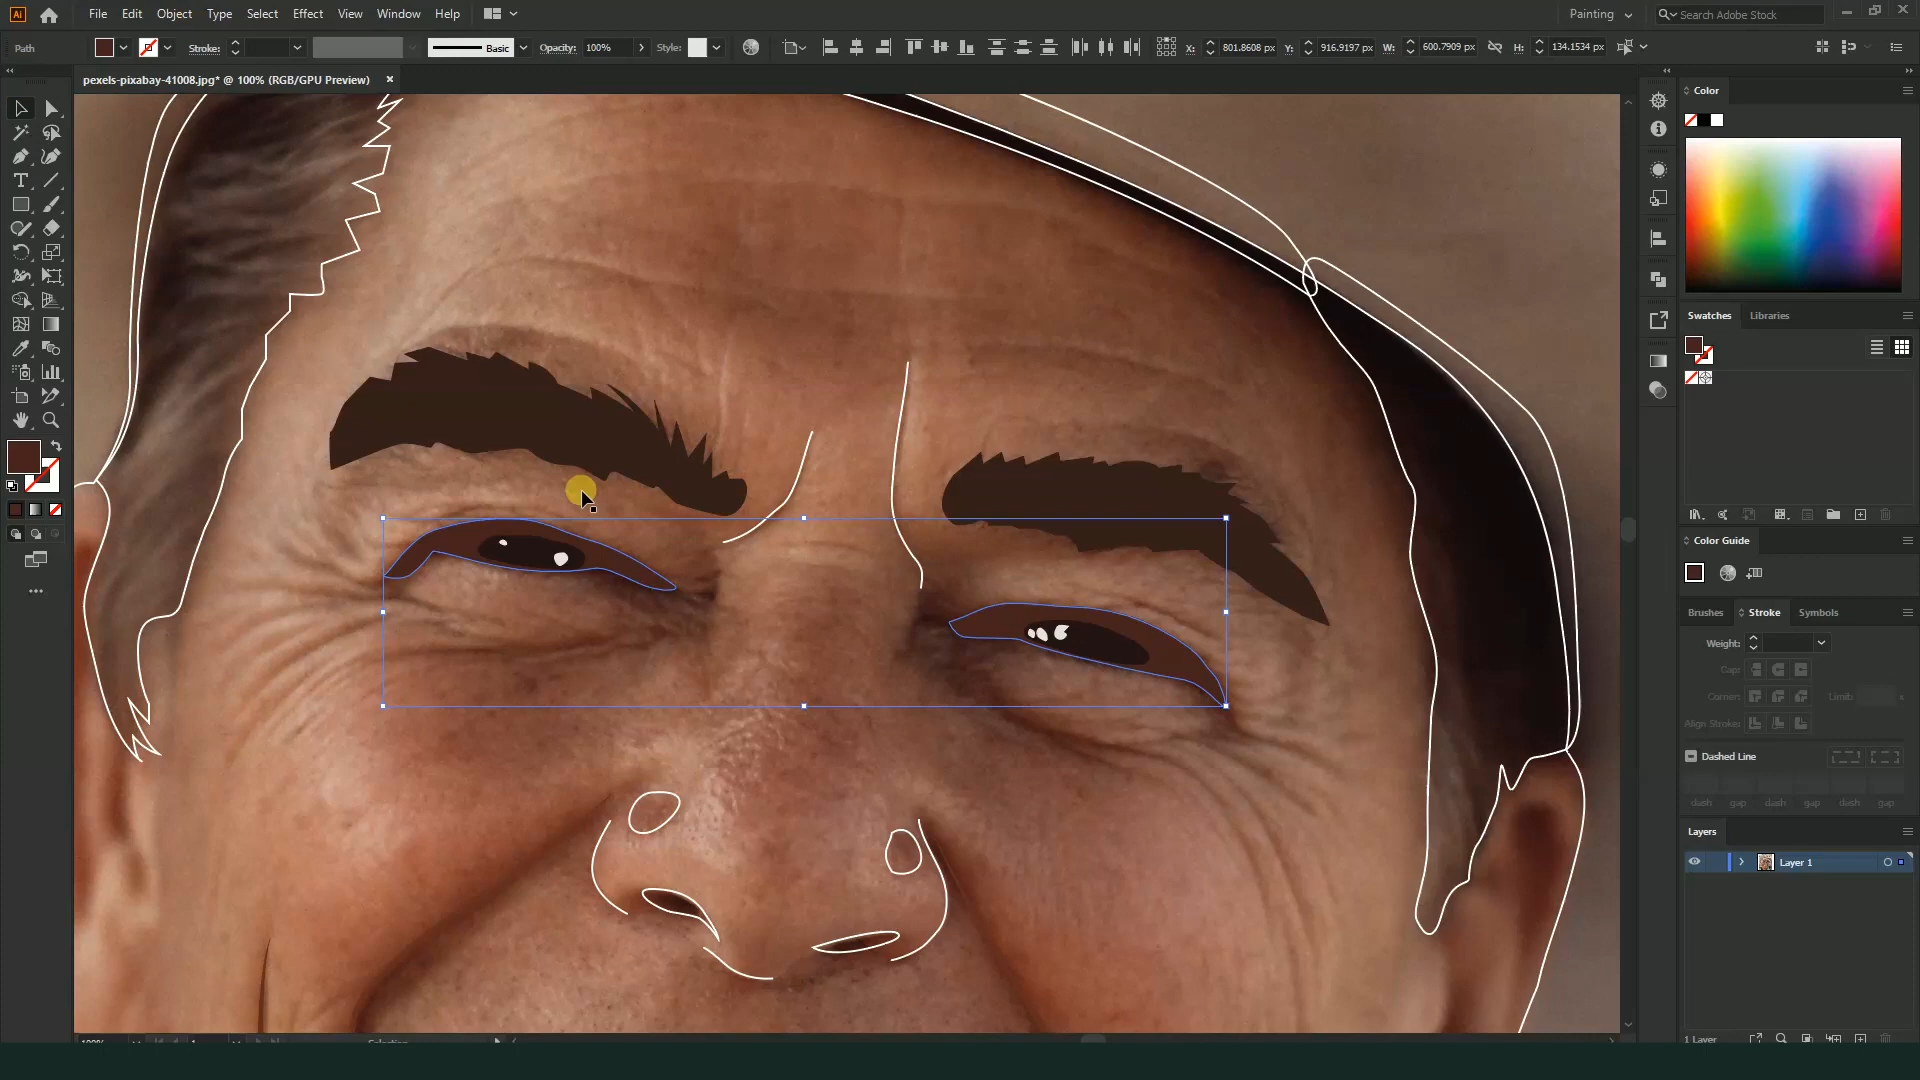 Ai File Edit Object Type Select Effect View Window Help Painting Search Adobe Stock
Path Stroke: Basic Opacity: 100% Style: X: 801.8608 px Y: 916.9197 px W: 600.7909 px H: 134.1534 px
pexels-pixabay-41008.jpg* @ 100% (RGB/GPU Preview) ×
Color
Swatches Libraries
Color Guide
Brushes Stroke Symbols
Weight:
Cap:
Corner: Limit: x
Align Stroke:
Dashed Line
dash gap dash gap dash gap
Layers
Layer 1
1 Layer
100% 1 Selection